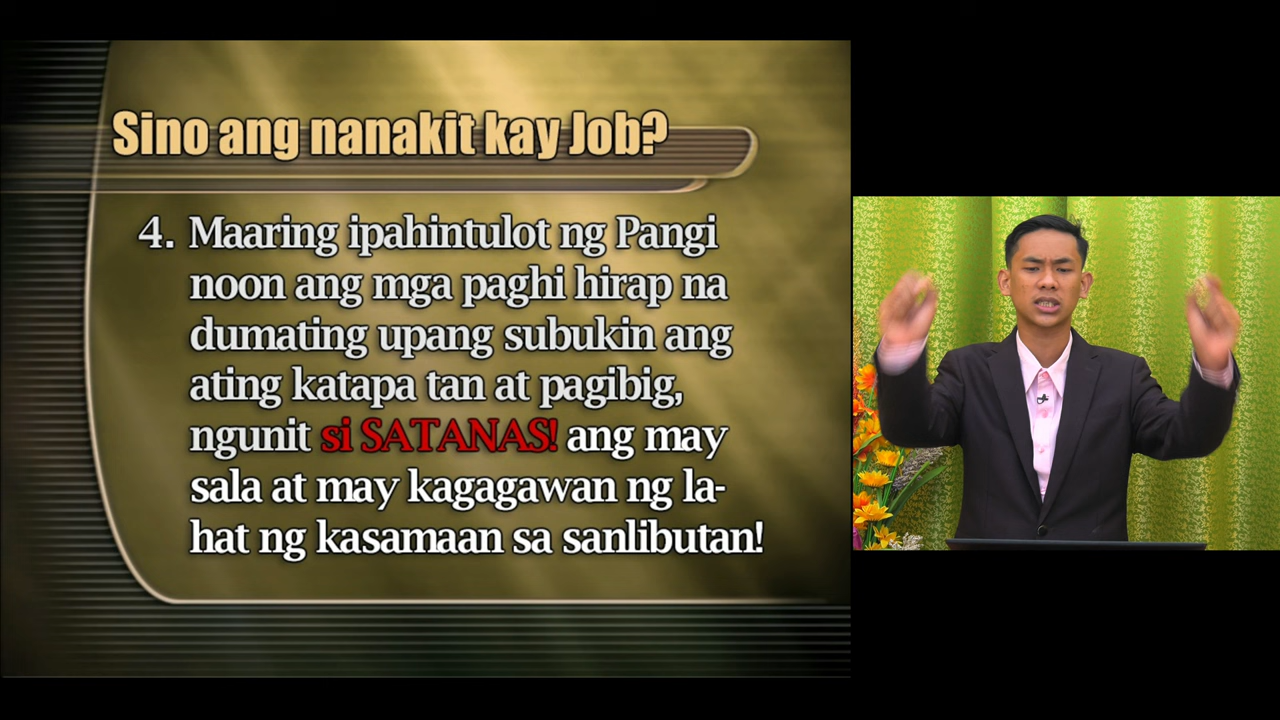 Sino ang nanakit kay Job?
4. Maaring ipahintulot ng Pangi
noon ang mga paghi hirap na
dumating upang subukin ang
ating katapa tan at pagibig,
ngunit si SATANAS! ang may
sala at may kagagawan ng la-
hat ng kasamaan sa sanlibutan!